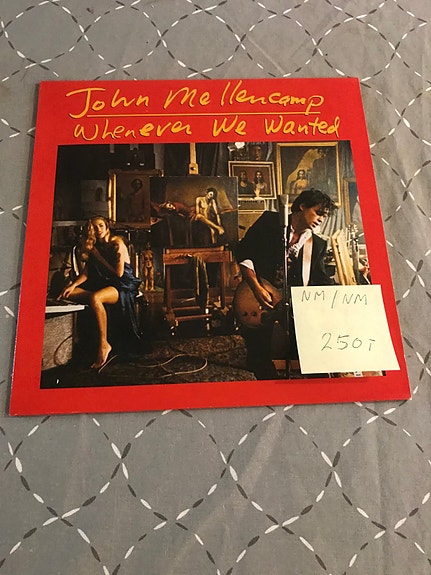 John Mellencamp
Whenever We Wanted
NM/NM
250T